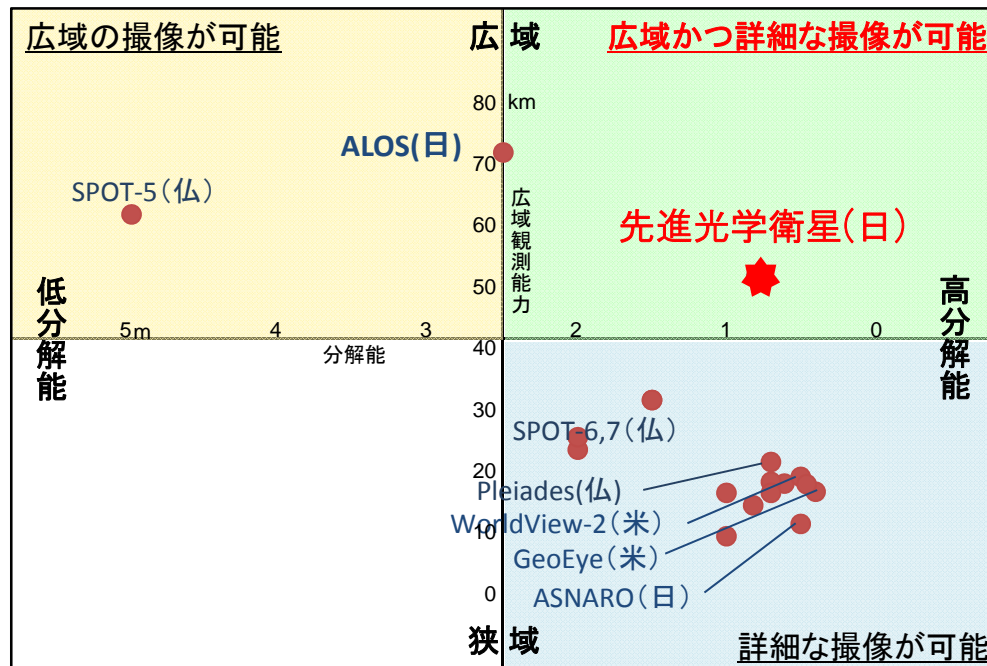 広域の撮像が可能
広域
広域かつ詳細な撮像が可能
80
km
ALOS(日)
70
SPOT-5(仏)
広域観測能力
60
先進光学衛星(日)
50
低分解能
高分解能
5m
4
3
2
1
0
分解能
40
30
SPOT-6,7(仏)
20
Pleiades(仏)
WorldView-2(米)
10
GeoEye(米)
ASNARO(日)
0
狭域
詳細な撮像が可能